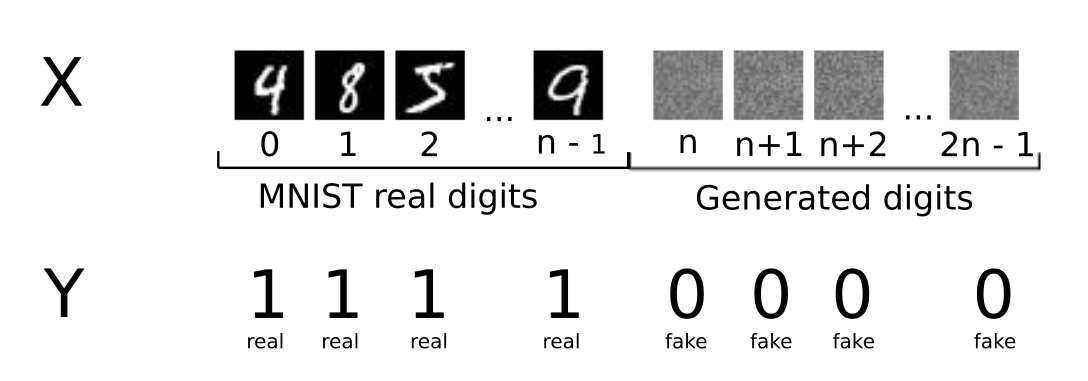 X
4 8 5 ... 9 ...
0 1 2 n - 1 n n+1 n+2 2n - 1
MNIST real digits Generated digits
Y 1 1 1 1 0 0 0 0
real real real real fake fake fake fake